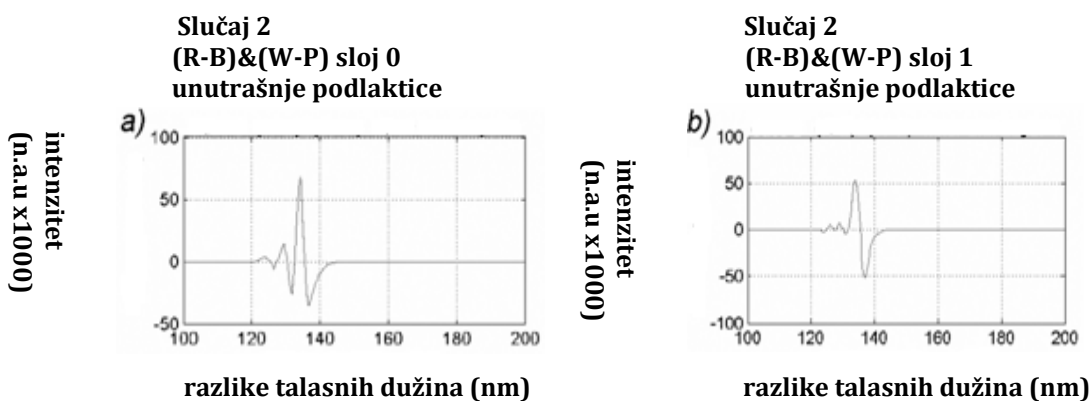 Slučaj 2
(R-B)&(W-P) sloj 0
unutrašnje podlaktice
a)
intenzitet
(n.a.u x1000)
100
50
0
-50
100 120 140 160 180 200
razlike talasnih dužina (nm)
Slučaj 2
(R-B)&(W-P) sloj 1
unutrašnje podlaktice
b)
intenzitet
(n.a.u x1000)
100
50
0
-50
-100
100 120 140 160 180 200
razlike talasnih dužina (nm)